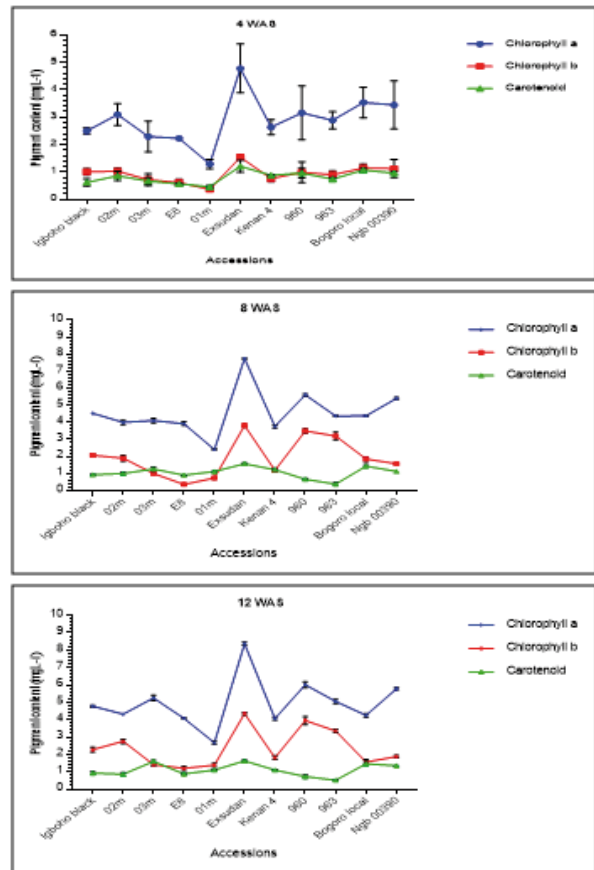 4 WAS
Pigment content (mgL-1)
6
5
4
3
2
1
0
Igboho black
02m
03m
E8
01m
Exsudan
Kenan 4
960
963
Bogoro local
Ngb 00390
Accessions
Chlorophyll a
Chlorophyll b
Carotenoid
8 WAS
Pigment content (mgL-1)
10
9
8
7
6
5
4
3
2
1
0
Igboho black
02m
03m
E8
01m
Exsudan
Kenan 4
960
963
Bogoro local
Ngb 00390
Accessions
Chlorophyll a
Chlorophyll b
Carotenoid
12 WAS
Pigment content (mgL-1)
10
9
8
7
6
5
4
3
2
1
0
Igboho black
02m
03m
E8
01m
Exsudan
Kenan 4
960
963
Bogoro local
Ngb 00390
Accessions
Chlorophyll a
Chlorophyll b
Carotenoid